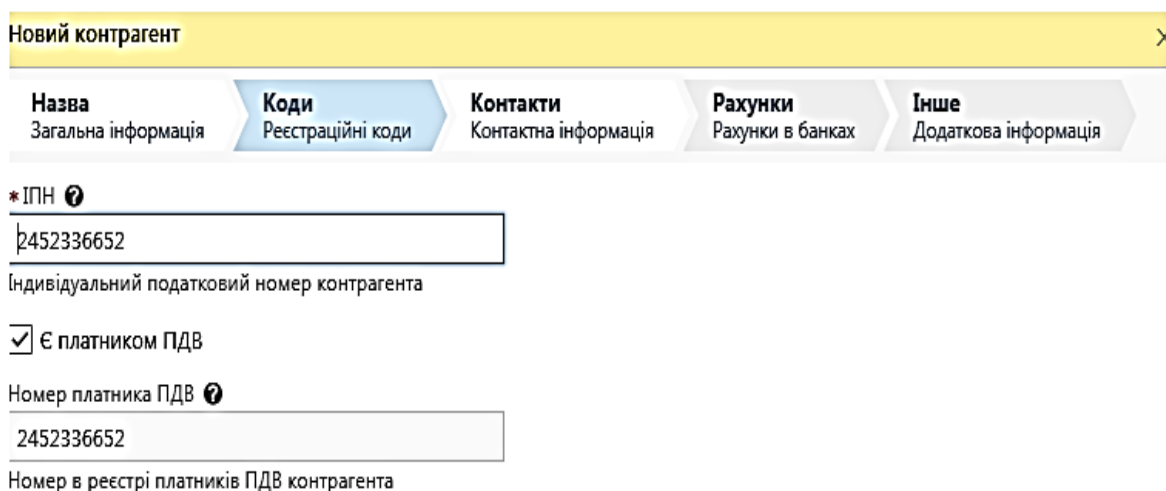 Новий контрагент
Назва
Загальна інформація
Коди
Реєстраційні коди
Контакти
Контактна інформація
Рахунки
Рахунки в банках
Інше
Додаткова інформація
* ІПН ?
2452336652
Індивідуальний податковий номер контрагента
Є платником ПДВ
Номер платника ПДВ ?
2452336652
Номер в реєстрі платників ПДВ контрагента